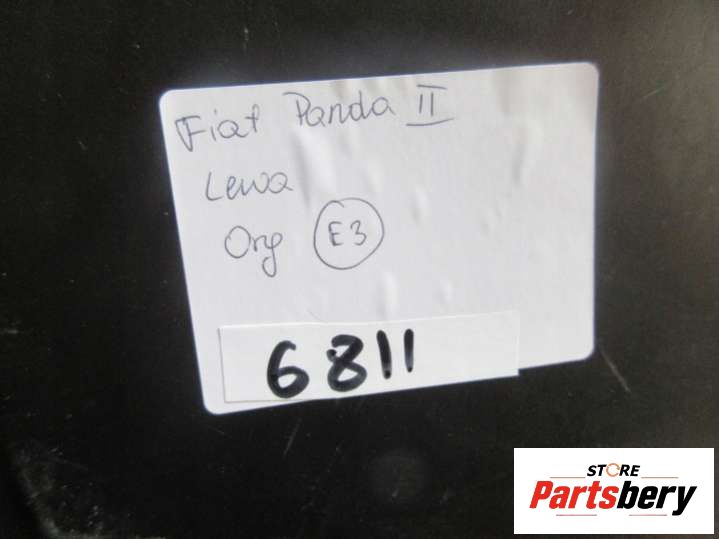 Fiat Panda II
Lewa
Org E3
6811
STORE
Partsbery